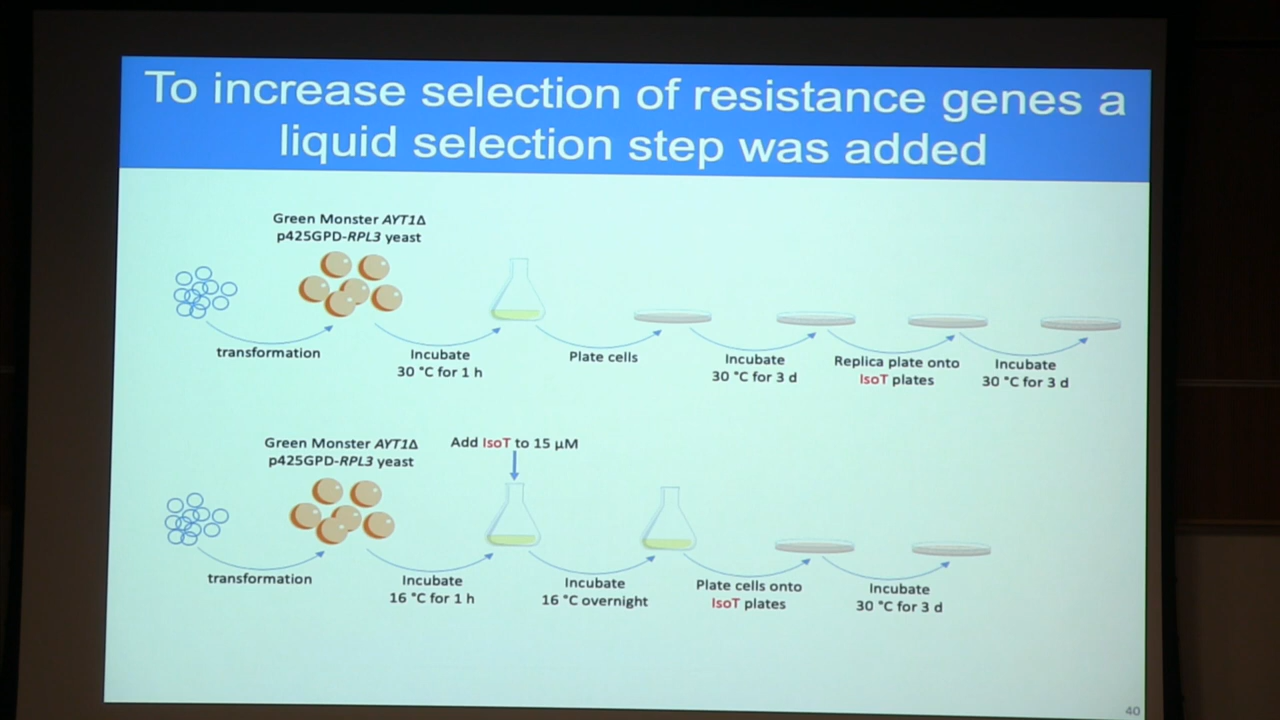 To increase selection of resistance genes a
liquid selection step was added
Green Monster AYT1Δ
p425GPD-RPL3 yeast
transformation
Incubate
30 °C for 1 h
Plate cells
Incubate
30 °C for 3 d
Replica plate onto
IsoT plates
Incubate
30 °C for 3 d
Green Monster AYT1Δ
p425GPD-RPL3 yeast
Add IsoT to 15 µM
transformation
Incubate
16 °C for 1 h
Incubate
16 °C overnight
Plate cells onto
IsoT plates
Incubate
30 °C for 3 d
40